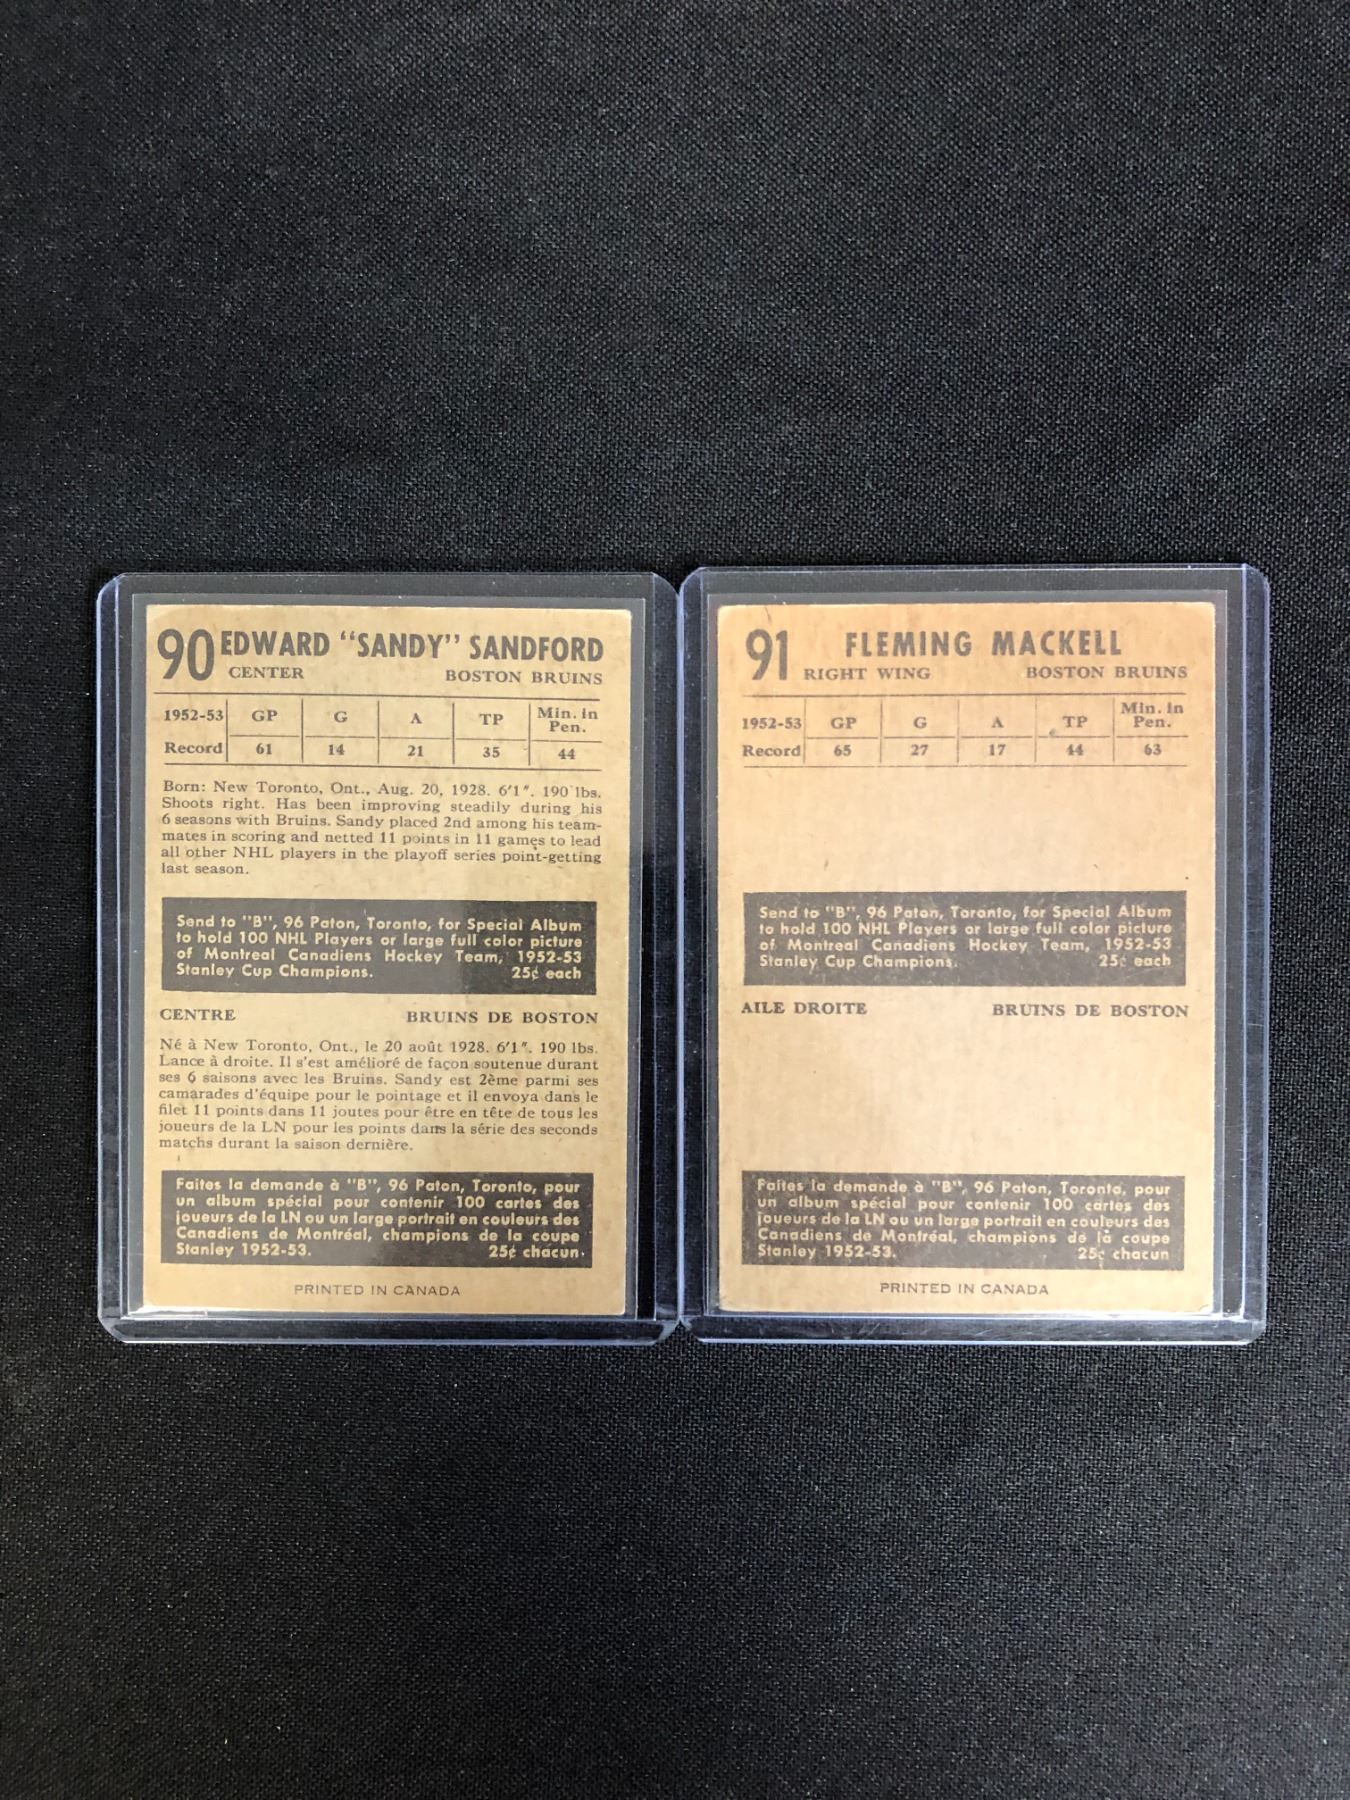 90 EDWARD "SANDY" SANDFORD
CENTER BOSTON BRUINS
1952-53 GP G A TP Min. in Pen.
Record 61 14 21 35 44
Born: New Toronto, Ont., Aug. 20, 1928. 6'1". 190 lbs.
Shoots right. Has been improving steadily during his
6 seasons with Bruins. Sandy placed 2nd among his team-
mates in scoring and netted 11 points in 11 games to lead
all other NHL players in the playoff series point-getting
last season.
Send to "B", 96 Paton, Toronto, for Special Album
to hold 100 NHL Players or large full color picture
of Montreal Canadiens Hockey Team, 1952-53
Stanley Cup Champions. 25¢ each
CENTRE BRUINS DE BOSTON
Né à New Toronto, Ont., le 20 août 1928. 6'1". 190 lbs.
Lance à droite. Il s'est amélioré de façon soutenue durant
ses 6 saisons avec les Bruins. Sandy est 2ème parmi ses
camarades d'équipe pour le pointage et il envoya dans le
filet 11 points dans 11 joutes pour être en tête de tous les
joueurs de la LN pour les points dans la série des seconds
matchs durant la saison dernière.
Faites la demande à "B", 96 Paton, Toronto, pour
un album spécial pour contenir 100 cartes des
joueurs de la LN ou un large portrait en couleurs des
Canadiens de Montréal, champions de la coupe
Stanley 1952-53. 25¢ chacun.
PRINTED IN CANADA
91 FLEMING MACKELL
RIGHT WING BOSTON BRUINS
1952-53 GP G A TP Min. in Pen.
Record 65 27 17 44 63
Send to "B", 96 Paton, Toronto, for Special Album
to hold 100 NHL Players or large full color picture
of Montreal Canadiens Hockey Team, 1952-53
Stanley Cup Champions. 25¢ each
AILE DROITE BRUINS DE BOSTON
Faites la demande à "B", 96 Paton, Toronto, pour
un album spécial pour contenir 100 cartes des
joueurs de la LN ou un large portrait en couleurs des
Canadiens de Montréal, champions de la coupe
Stanley 1952-53. 25¢ chacun
PRINTED IN CANADA